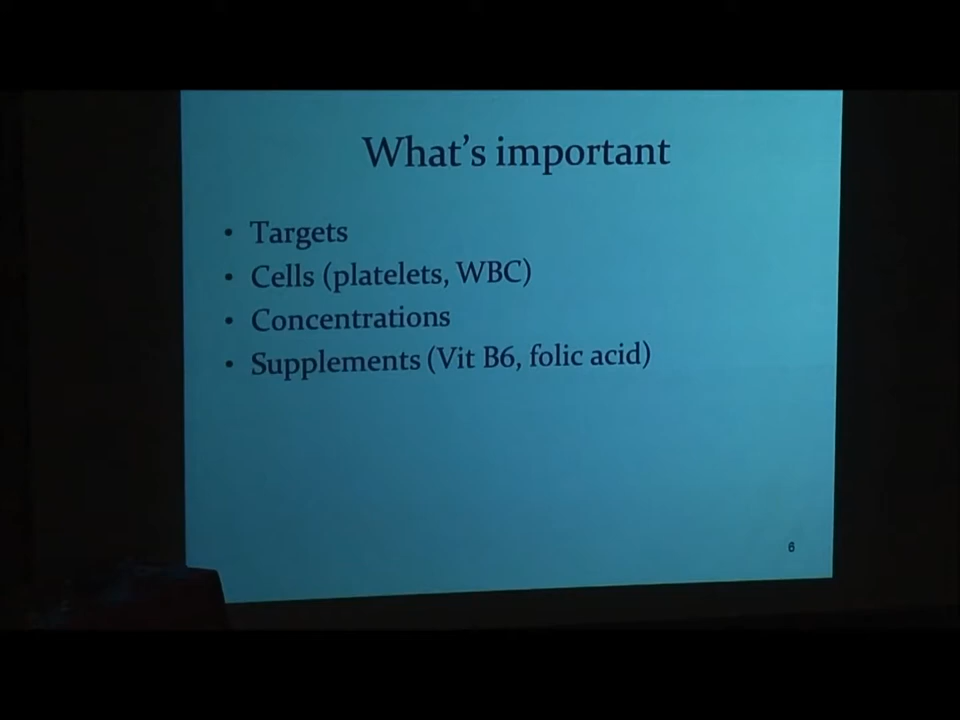 What's important
• Targets
• Cells (platelets, WBC)
• Concentrations
• Supplements (Vit B6, folic acid)
6